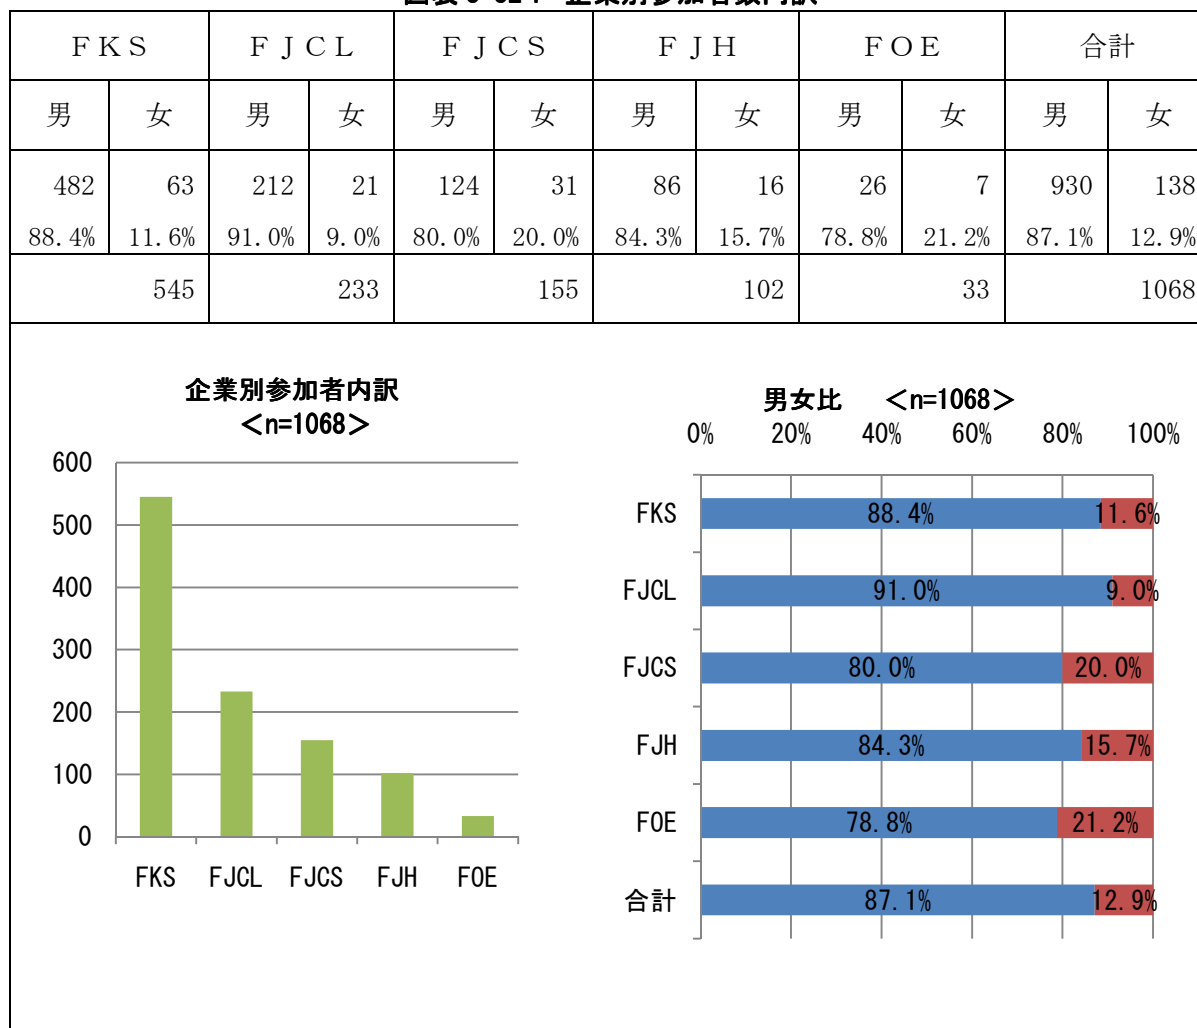 ＦＫＳ ＦＪＣＬ ＦＪＣＳ ＦＪＨ ＦＯＥ 合計
男 女 男 女 男 女 男 女 男 女 男 女
482 63 212 21 124 31 86 16 26 7 930 138
88.4% 11.6% 91.0% 9.0% 80.0% 20.0% 84.3% 15.7% 78.8% 21.2% 87.1% 12.9%
545 233 155 102 33 1068
企業別参加者内訳
＜n=1068＞
600
500
400
300
200
100
0
FKS FJCL FJCS FJH FOE
男女比 ＜n=1068＞
0% 20% 40% 60% 80% 100%
FKS 88.4% 11.6%
FJCL 91.0% 9.0%
FJCS 80.0% 20.0%
FJH 84.3% 15.7%
FOE 78.8% 21.2%
合計 87.1% 12.9%